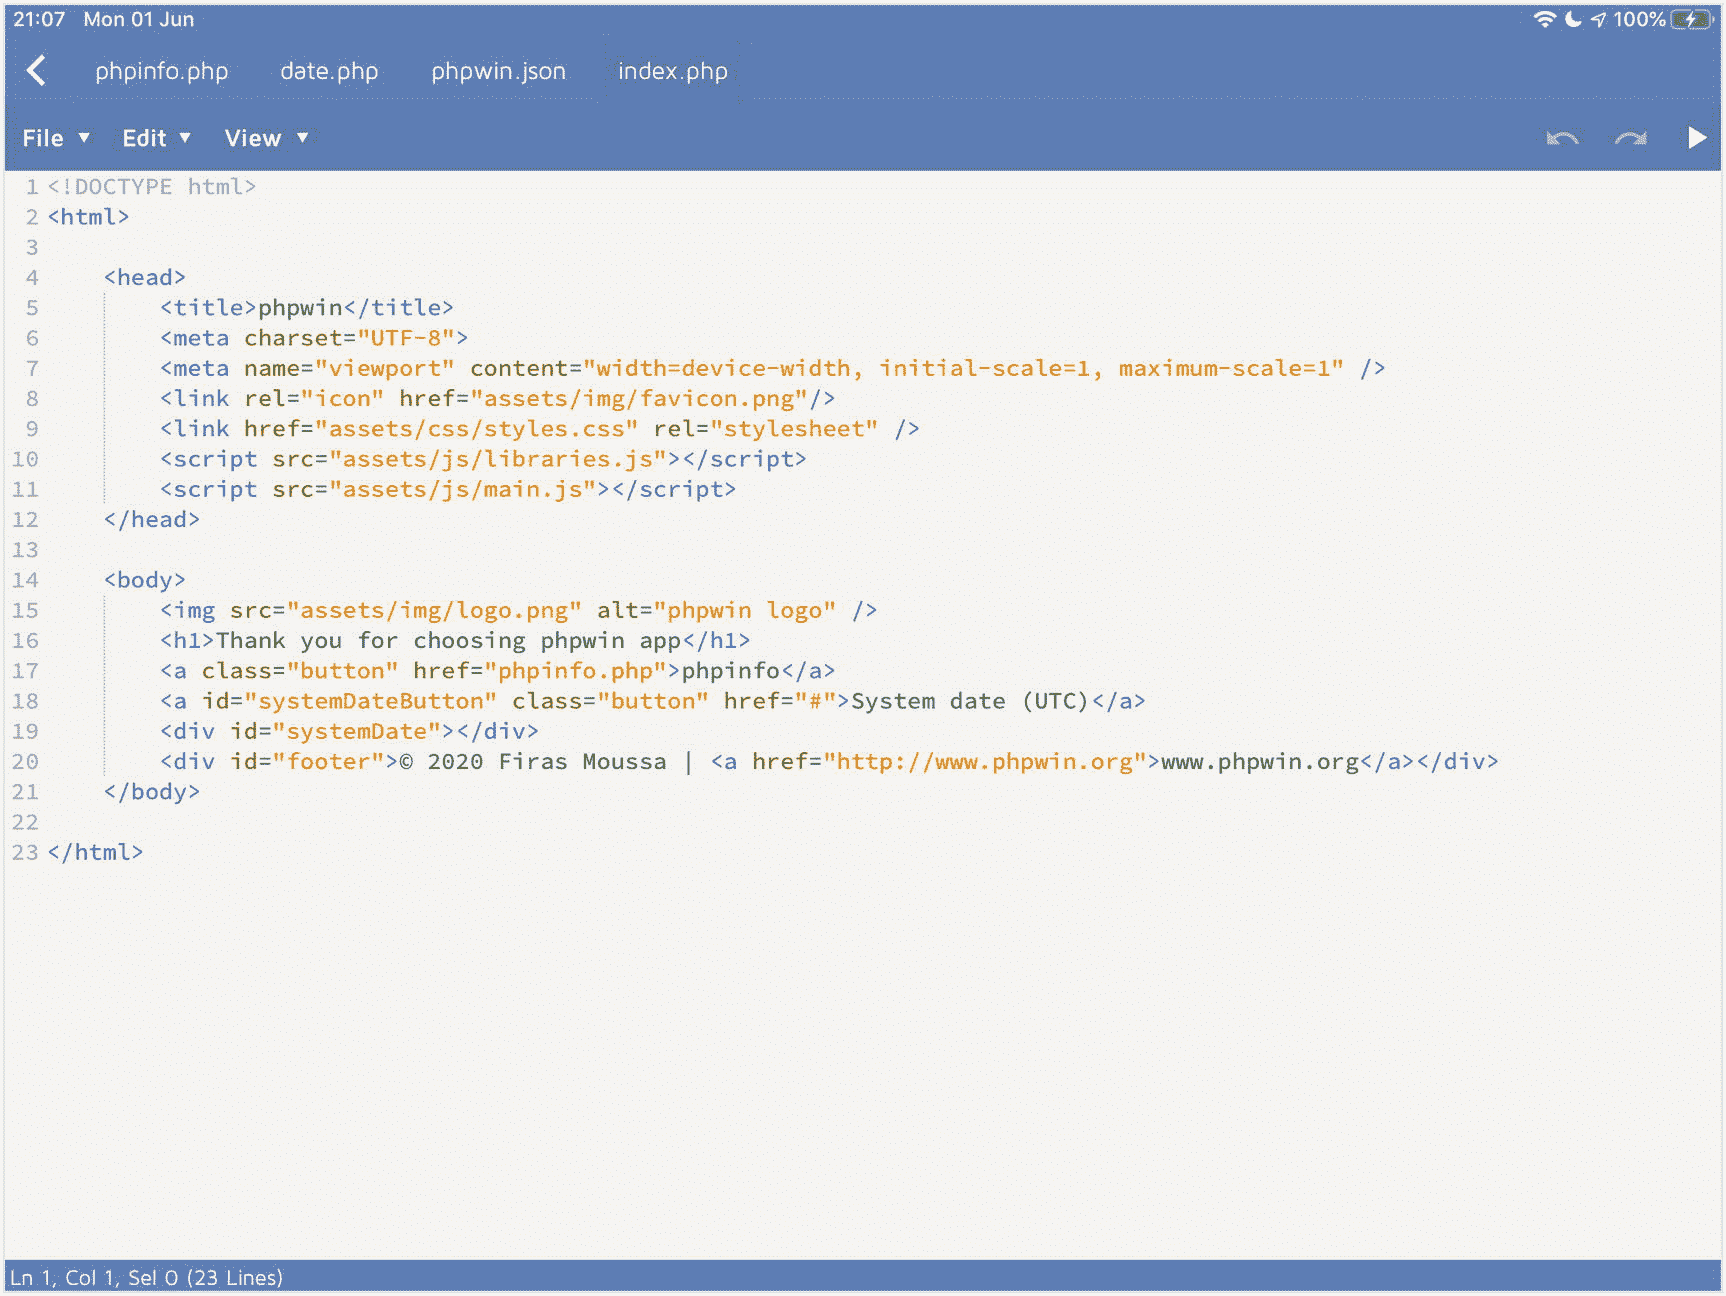 21:07 Mon 01 Jun 100%
phpinfo.php date.php phpwin.json index.php
File Edit View
1 <!DOCTYPE html>
2 <html>
3
4     <head>
5         <title>phpwin</title>
6         <meta charset="UTF-8">
7         <meta name="viewport" content="width=device-width, initial-scale=1, maximum-scale=1" />
8         <link rel="icon" href="assets/img/favicon.png"/>
9         <link href="assets/css/styles.css" rel="stylesheet" />
10         <script src="assets/js/libraries.js"></script>
11         <script src="assets/js/main.js"></script>
12     </head>
13
14     <body>
15         <img src="assets/img/logo.png" alt="phpwin logo" />
16         <h1>Thank you for choosing phpwin app</h1>
17         <a class="button" href="phpinfo.php">phpinfo</a>
18         <a id="systemDateButton" class="button" href="#">System date (UTC)</a>
19         <div id="systemDate"></div>
20         <div id="footer">© 2020 Firas Moussa | <a href="http://www.phpwin.org">www.phpwin.org</a></div>
21     </body>
22
23 </html>
Ln 1, Col 1, Sel 0 (23 Lines)